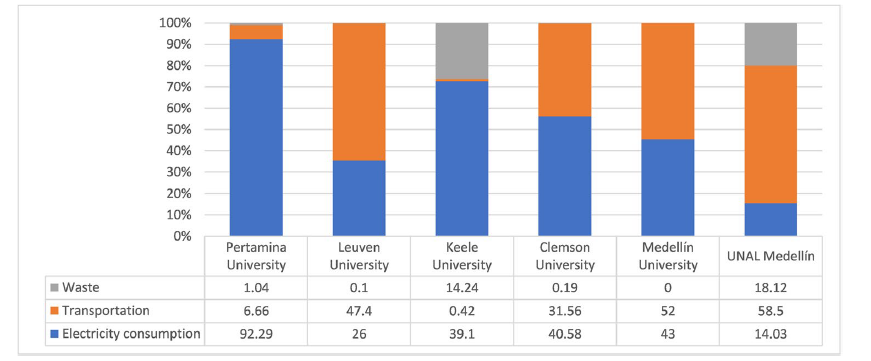 100%
90%
80%
70%
60%
50%
40%
30%
20%
10%
0%
Pertamina University
Leuven University
Keele University
Clemson University
Medellín University
UNAL Medellín
Waste 1.04 0.1 14.24 0.19 0 18.12
Transportation 6.66 47.4 0.42 31.56 52 58.5
Electricity consumption 92.29 26 39.1 40.58 43 14.03